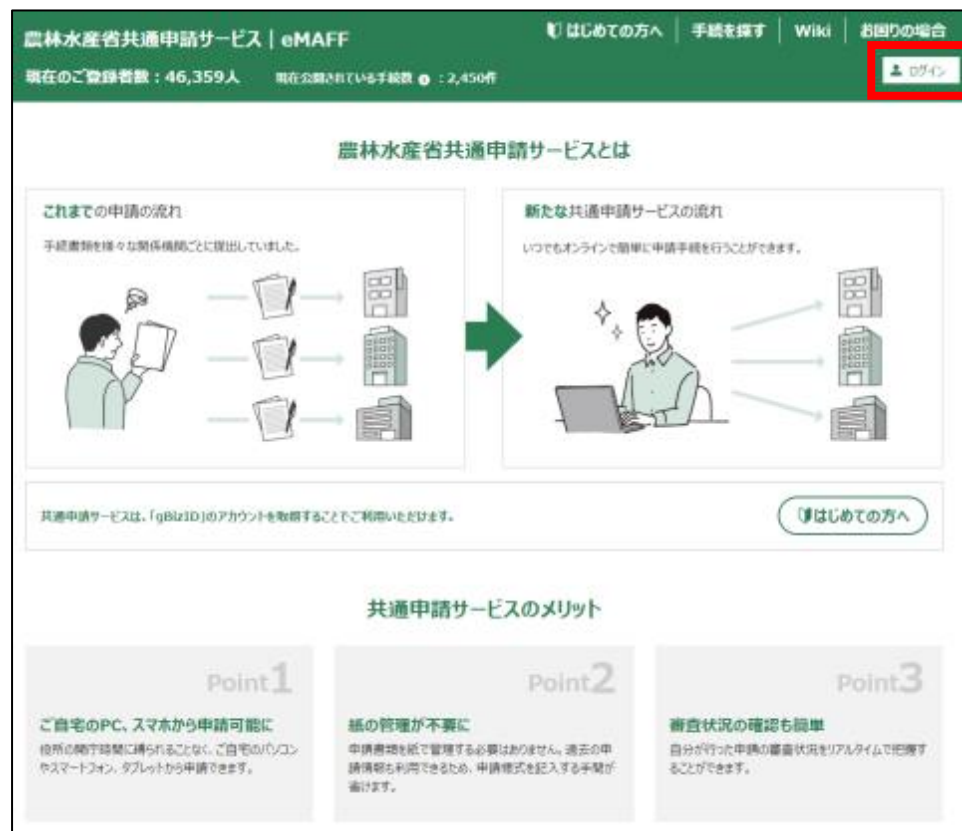 農林水産省共通申請サービス | eMAFF
はじめての方へ | 手続を探す | Wiki | お困りの場合
現在のご登録者数:46,359人 現在公開されている手続数 :2,450件
ログイン
農林水産省共通申請サービスとは
これまでの申請の流れ
手続書類を様々な関係機関ごとに提出していました。
新たな共通申請サービスの流れ
いつでもオンラインで簡単に申請手続を行うことができます。
共通申請サービスは、「gBizID」のアカウントを取得することでご利用いただけます。
はじめての方へ
共通申請サービスのメリット
Point1
ご自宅のPC、スマホから申請可能に
役所の開庁時間に縛られることなく、ご自宅のパソコン
やスマートフォン、タブレットから申請できます。
Point2
紙の管理が不要に
申請書類を紙で管理する必要はありません。過去の申
請情報も利用できるため、申請様式を記入する手間が
省けます。
Point3
審査状況の確認も簡単
自分が行った申請の審査状況をリアルタイムで把握す
ることができます。